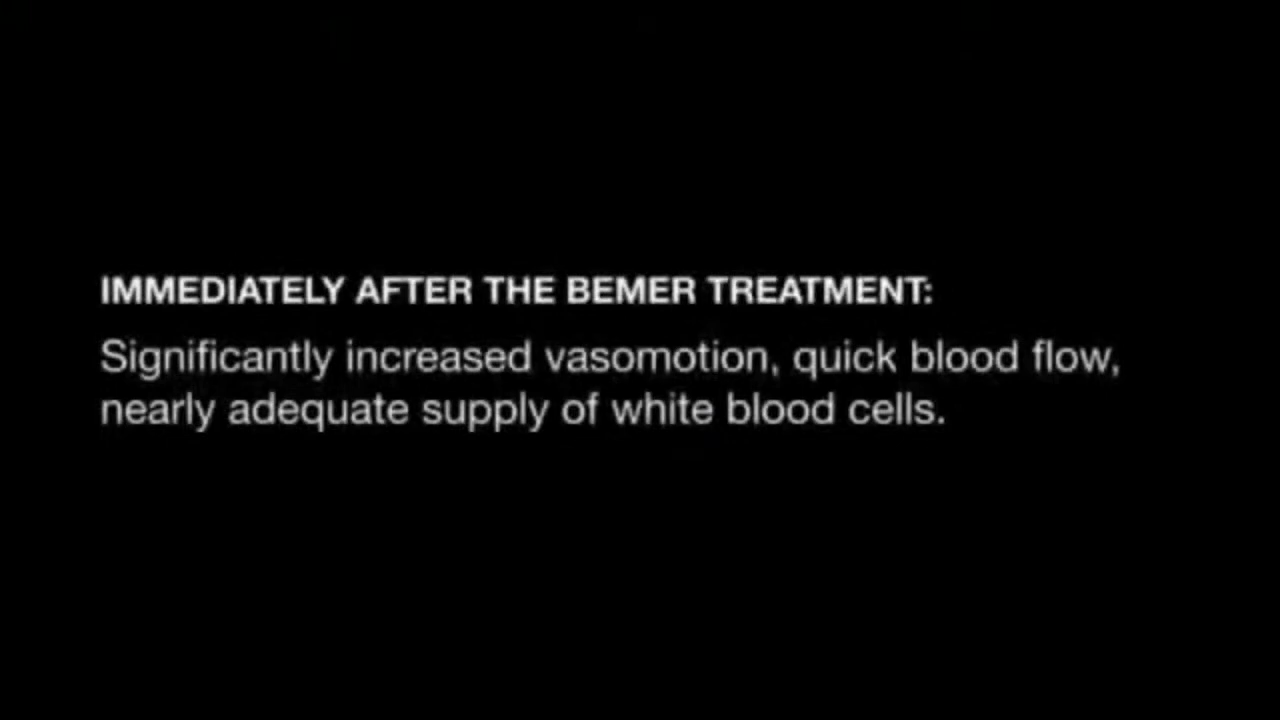 IMMEDIATELY AFTER THE BEMER TREATMENT:
Significantly increased vasomotion, quick blood flow,
nearly adequate supply of white blood cells.